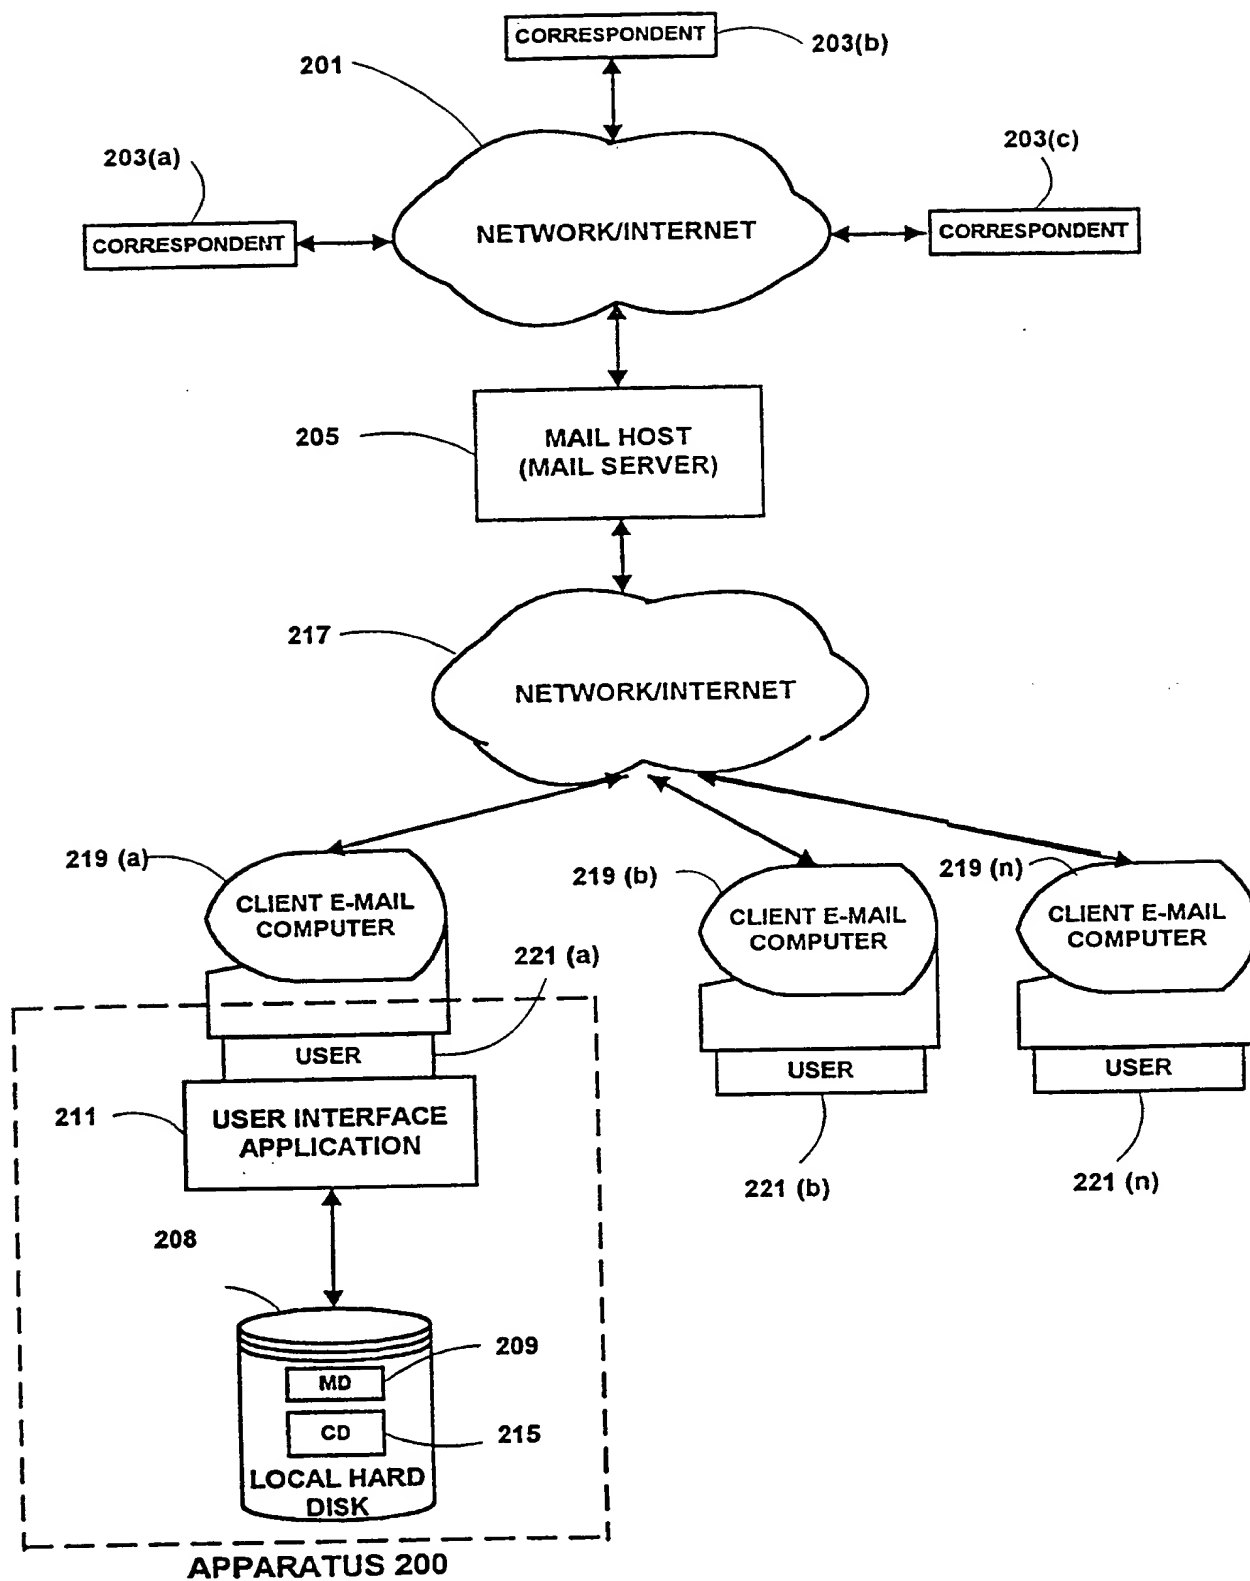 CORRESPONDENT
203(b)
201
203(a)
203(c)
CORRESPONDENT
NETWORK/INTERNET
CORRESPONDENT
205
MAIL HOST
(MAIL SERVER)
217
NETWORK/INTERNET
219 (a)
CLIENT E-MAIL
COMPUTER
219 (b)
CLIENT E-MAIL
COMPUTER
219 (n)
CLIENT E-MAIL
COMPUTER
221 (a)
USER
USER
USER
211
USER INTERFACE
APPLICATION
221 (b)
221 (n)
208
MD
209
CD
215
LOCAL HARD
DISK
APPARATUS 200